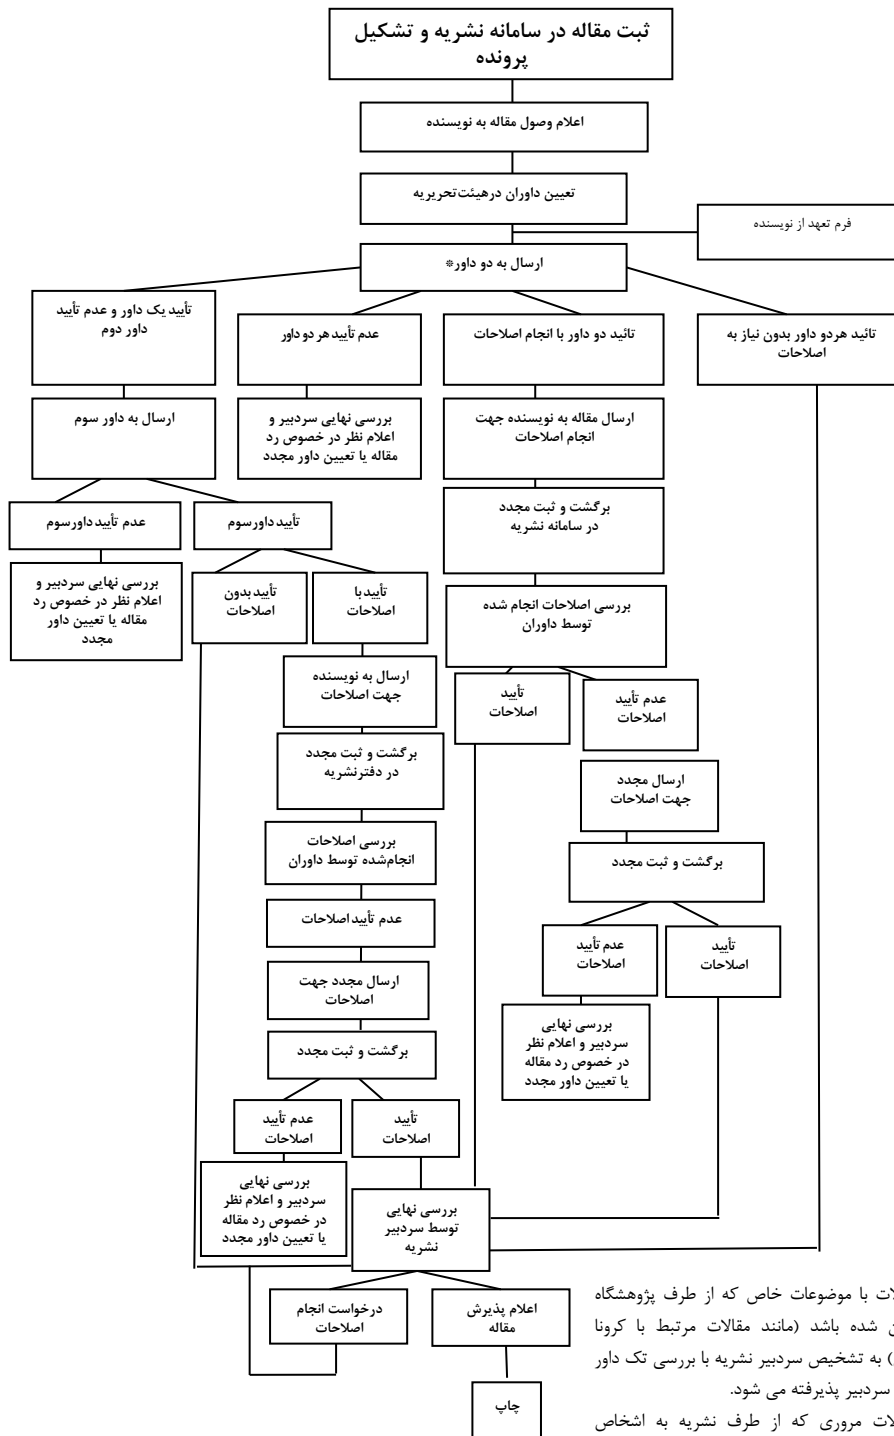 ثبت مقاله در سامانه نشریه و تشکیل
پرونده
اعلام وصول مقاله به نویسنده
تعیین داوران درهیئت‌تحریریه
فرم تعهد از نویسنده
ارسال به دو داور*
تائید هردو داور بدون نیاز به
اصلاحات
تائید دو داور با انجام اصلاحات
عدم تأیید هر دو داور
تأیید یک داور و عدم تأیید
داور دوم
ارسال مقاله به نویسنده جهت
انجام اصلاحات
بررسی نهایی سردبیر و
اعلام نظر در خصوص رد
مقاله یا تعیین داور مجدد
ارسال به داور سوم
برگشت و ثبت مجدد
در سامانه نشریه
تأیید داور سوم
عدم تأیید داور سوم
بررسی اصلاحات انجام شده
توسط داوران
تأیید با
اصلاحات
تأیید بدون
اصلاحات
بررسی نهایی سردبیر و
اعلام نظر در خصوص رد
مقاله یا تعیین داور
مجدد
عدم تأیید
اصلاحات
تأیید
اصلاحات
ارسال به نویسنده
جهت اصلاحات
برگشت و ثبت مجدد
در دفترنشریه
ارسال مجدد
جهت اصلاحات
بررسی اصلاحات
انجام‌شده توسط داوران
برگشت و ثبت مجدد
عدم تأیید اصلاحات
تأیید
اصلاحات
عدم تأیید
اصلاحات
ارسال مجدد جهت
اصلاحات
بررسی نهایی
سردبیر و اعلام نظر
در خصوص رد مقاله
یا تعیین داور مجدد
برگشت و ثبت مجدد
تأیید
اصلاحات
عدم تأیید
اصلاحات
بررسی نهایی
سردبیر و اعلام نظر
در خصوص رد مقاله
یا تعیین داور مجدد
بررسی نهایی
توسط سردبیر
نشریه
اعلام پذیرش
مقاله
درخواست انجام
اصلاحات
چاپ
با موضوعات خاص که از طرف پژوهشگاه
شده باشد (مانند مقالات مرتبط با کرونا
) به تشخیص سردبیر نشریه با بررسی تک داور
سردبیر پذیرفته می شود.
مروری که از طرف نشریه به اشخاص